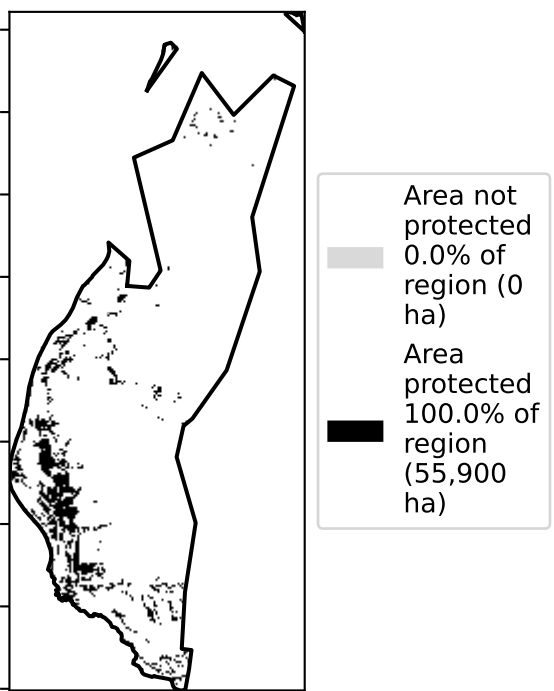 Area not
protected
0.0% of
region (0
ha)
Area
protected
100.0% of
region
(55,900
ha)